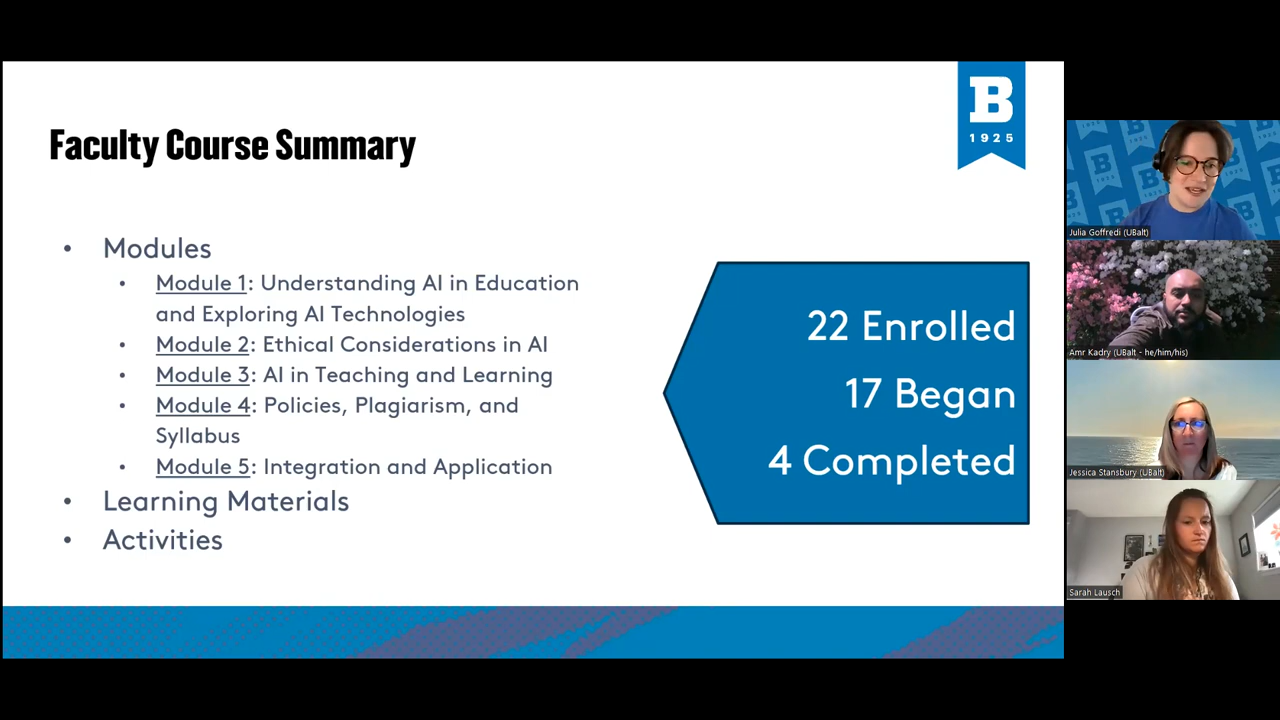 B
1925
Faculty Course Summary
• Modules
• Module 1: Understanding AI in Education
and Exploring AI Technologies
• Module 2: Ethical Considerations in AI
• Module 3: AI in Teaching and Learning
• Module 4: Policies, Plagiarism, and
Syllabus
• Module 5: Integration and Application
• Learning Materials
• Activities
22 Enrolled
17 Began
4 Completed
Julia Goffredi (UBalt)
Amr Kadry (UBalt - he/him/his)
Jessica Stansbury (UBalt)
Sarah Lausch